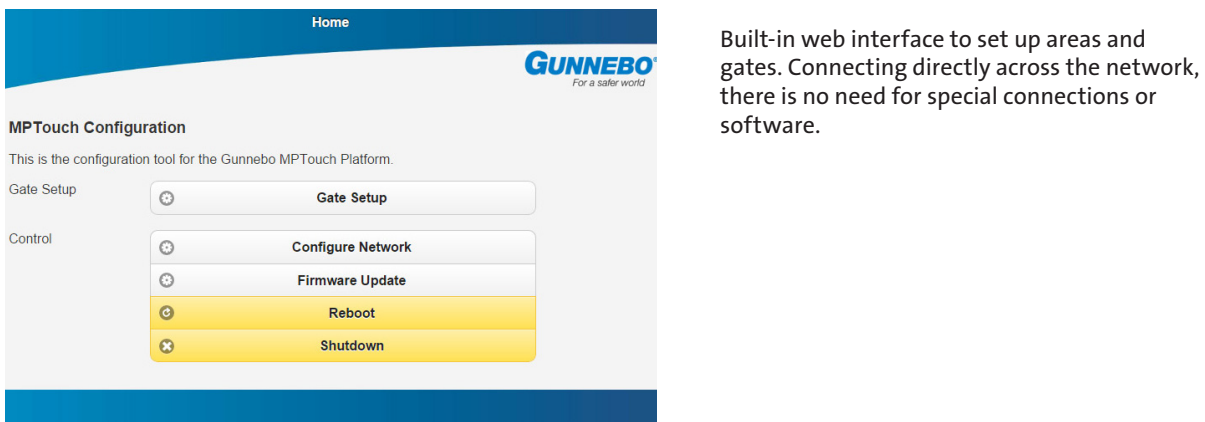 Home
GUNNEBO®
For a safer world
MPTouch Configuration
This is the configuration tool for the Gunnebo MPTouch Platform.
Gate Setup
Gate Setup
Control
Configure Network
Firmware Update
Reboot
Shutdown
Built-in web interface to set up areas and
gates. Connecting directly across the network,
there is no need for special connections or
software.